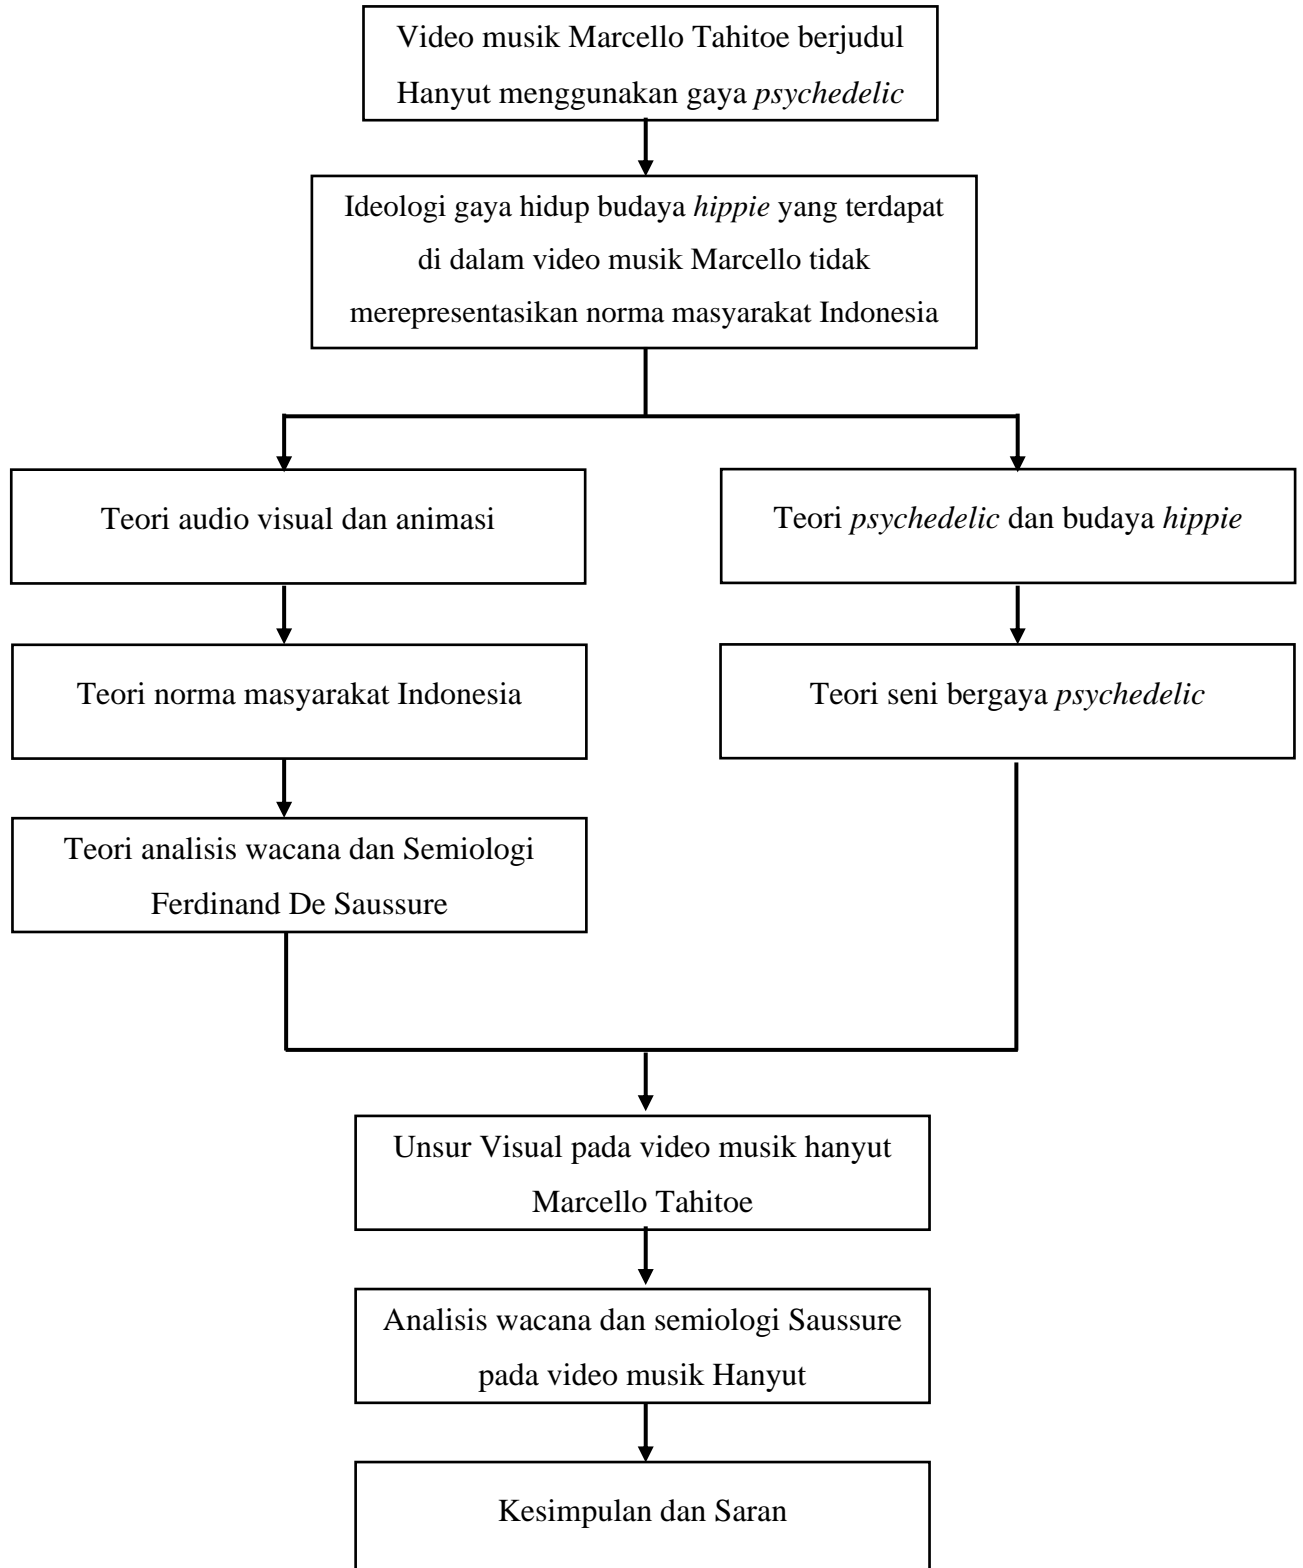 Video musik Marcello Tahitoe berjudul
Hanyut menggunakan gaya psychedelic
Ideologi gaya hidup budaya hippie yang terdapat
di dalam video musik Marcello tidak
merepresentasikan norma masyarakat Indonesia
Teori audio visual dan animasi
Teori norma masyarakat Indonesia
Teori analisis wacana dan Semiologi
Ferdinand De Saussure
Teori psychedelic dan budaya hippie
Teori seni bergaya psychedelic
Unsur Visual pada video musik hanyut
Marcello Tahitoe
Analisis wacana dan semiologi Saussure
pada video musik Hanyut
Kesimpulan dan Saran